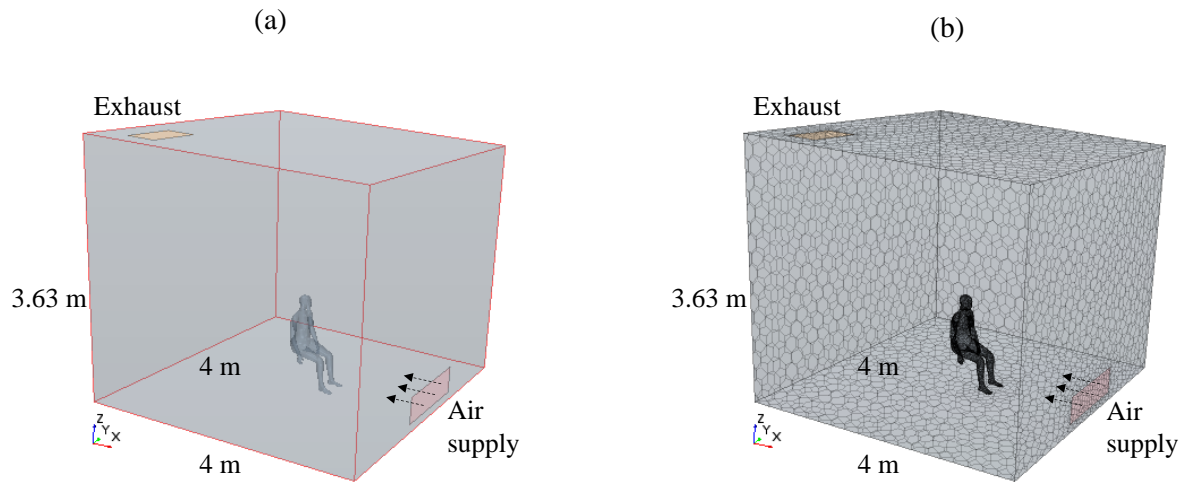 (a)
(b)
Exhaust
Exhaust
3.63 m
3.63 m
4 m
4 m
Air
supply
Air
supply
Z
Y
X
Z
Y
X
4 m
4 m